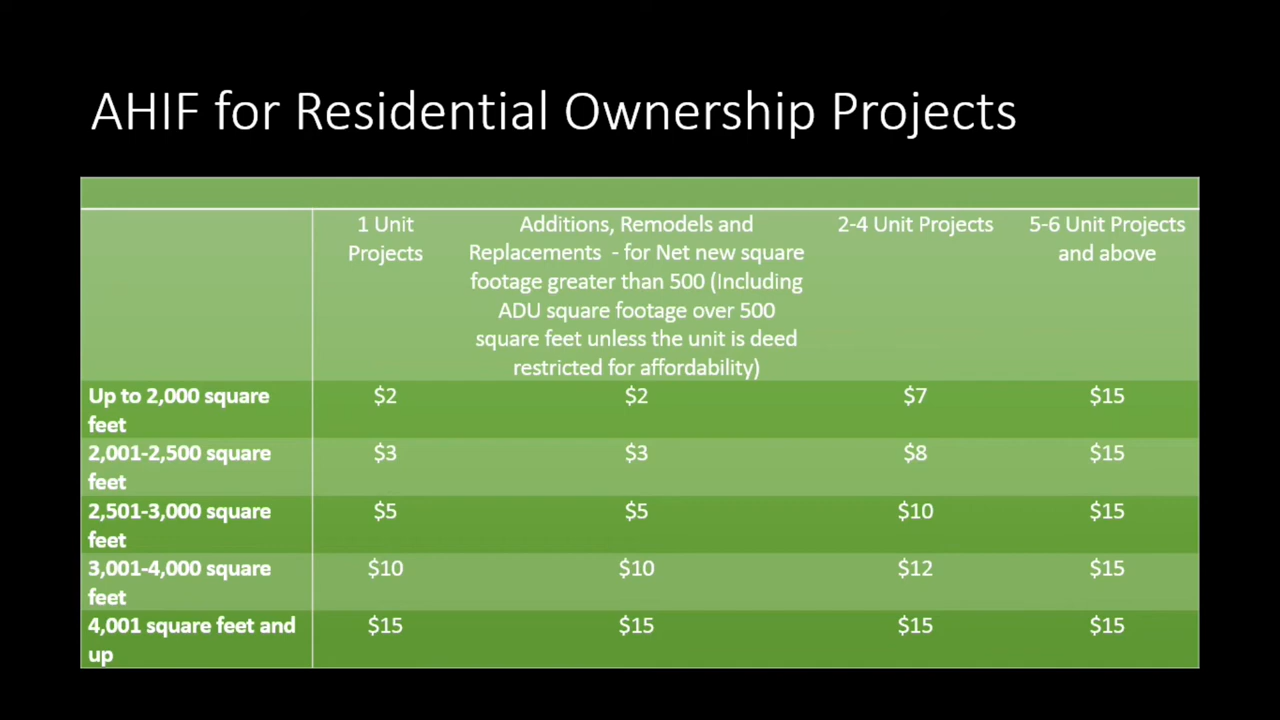 AHIF for Residential Ownership Projects
1 Unit
Projects
Additions, Remodels and
Replacements - for Net new square
footage greater than 500 (Including
ADU square footage over 500
square feet unless the unit is deed
restricted for affordability)
2-4 Unit Projects
5-6 Unit Projects
and above
Up to 2,000 square
feet
$2
$2
$7
$15
2,001-2,500 square
feet
$3
$3
$8
$15
2,501-3,000 square
feet
$5
$5
$10
$15
3,001-4,000 square
feet
$10
$10
$12
$15
4,001 square feet and
up
$15
$15
$15
$15